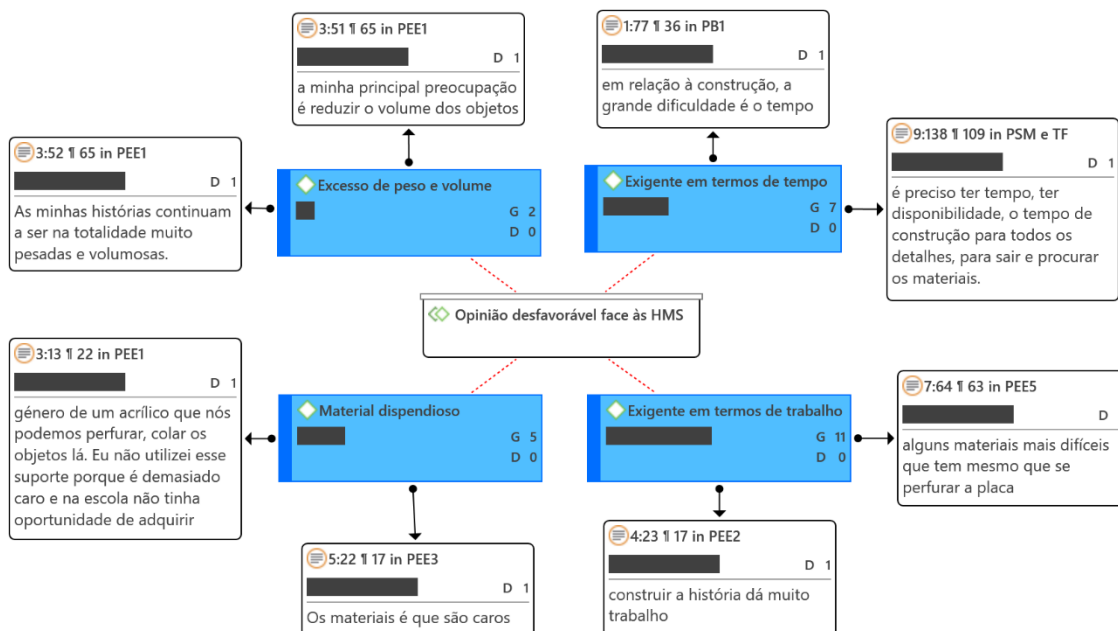 3:51 ¶ 65 in PEE1
D 1
a minha principal preocupação
é reduzir o volume dos objetos
1:77 ¶ 36 in PB1
D 1
em relação à construção, a
grande dificuldade é o tempo
3:52 ¶ 65 in PEE1
D 1
As minhas histórias continuam
a ser na totalidade muito
pesadas e volumosas.
Excesso de peso e volume
G 2
D 0
Exigente em termos de tempo
G 7
D 0
9:138 ¶ 109 in PSM e TF
D 1
é preciso ter tempo, ter
disponibilidade, o tempo de
construção para todos os
detalhes, para sair e procurar
os materiais.
Opinião desfavorável face às HMS
3:13 ¶ 22 in PEE1
D 1
género de um acrílico que nós
podemos perfurar, colar os
objetos lá. Eu não utilizei esse
suporte porque é demasiado
caro e na escola não tinha
oportunidade de adquirir
Material dispendioso
G 5
D 0
Exigente em termos de trabalho
G 11
D 0
7:64 ¶ 63 in PEE5
D
alguns materiais mais difíceis
que tem mesmo que se
perfurar a placa
5:22 ¶ 17 in PEE3
D 1
Os materiais é que são caros
4:23 ¶ 17 in PEE2
D 1
construir a história dá muito
trabalho